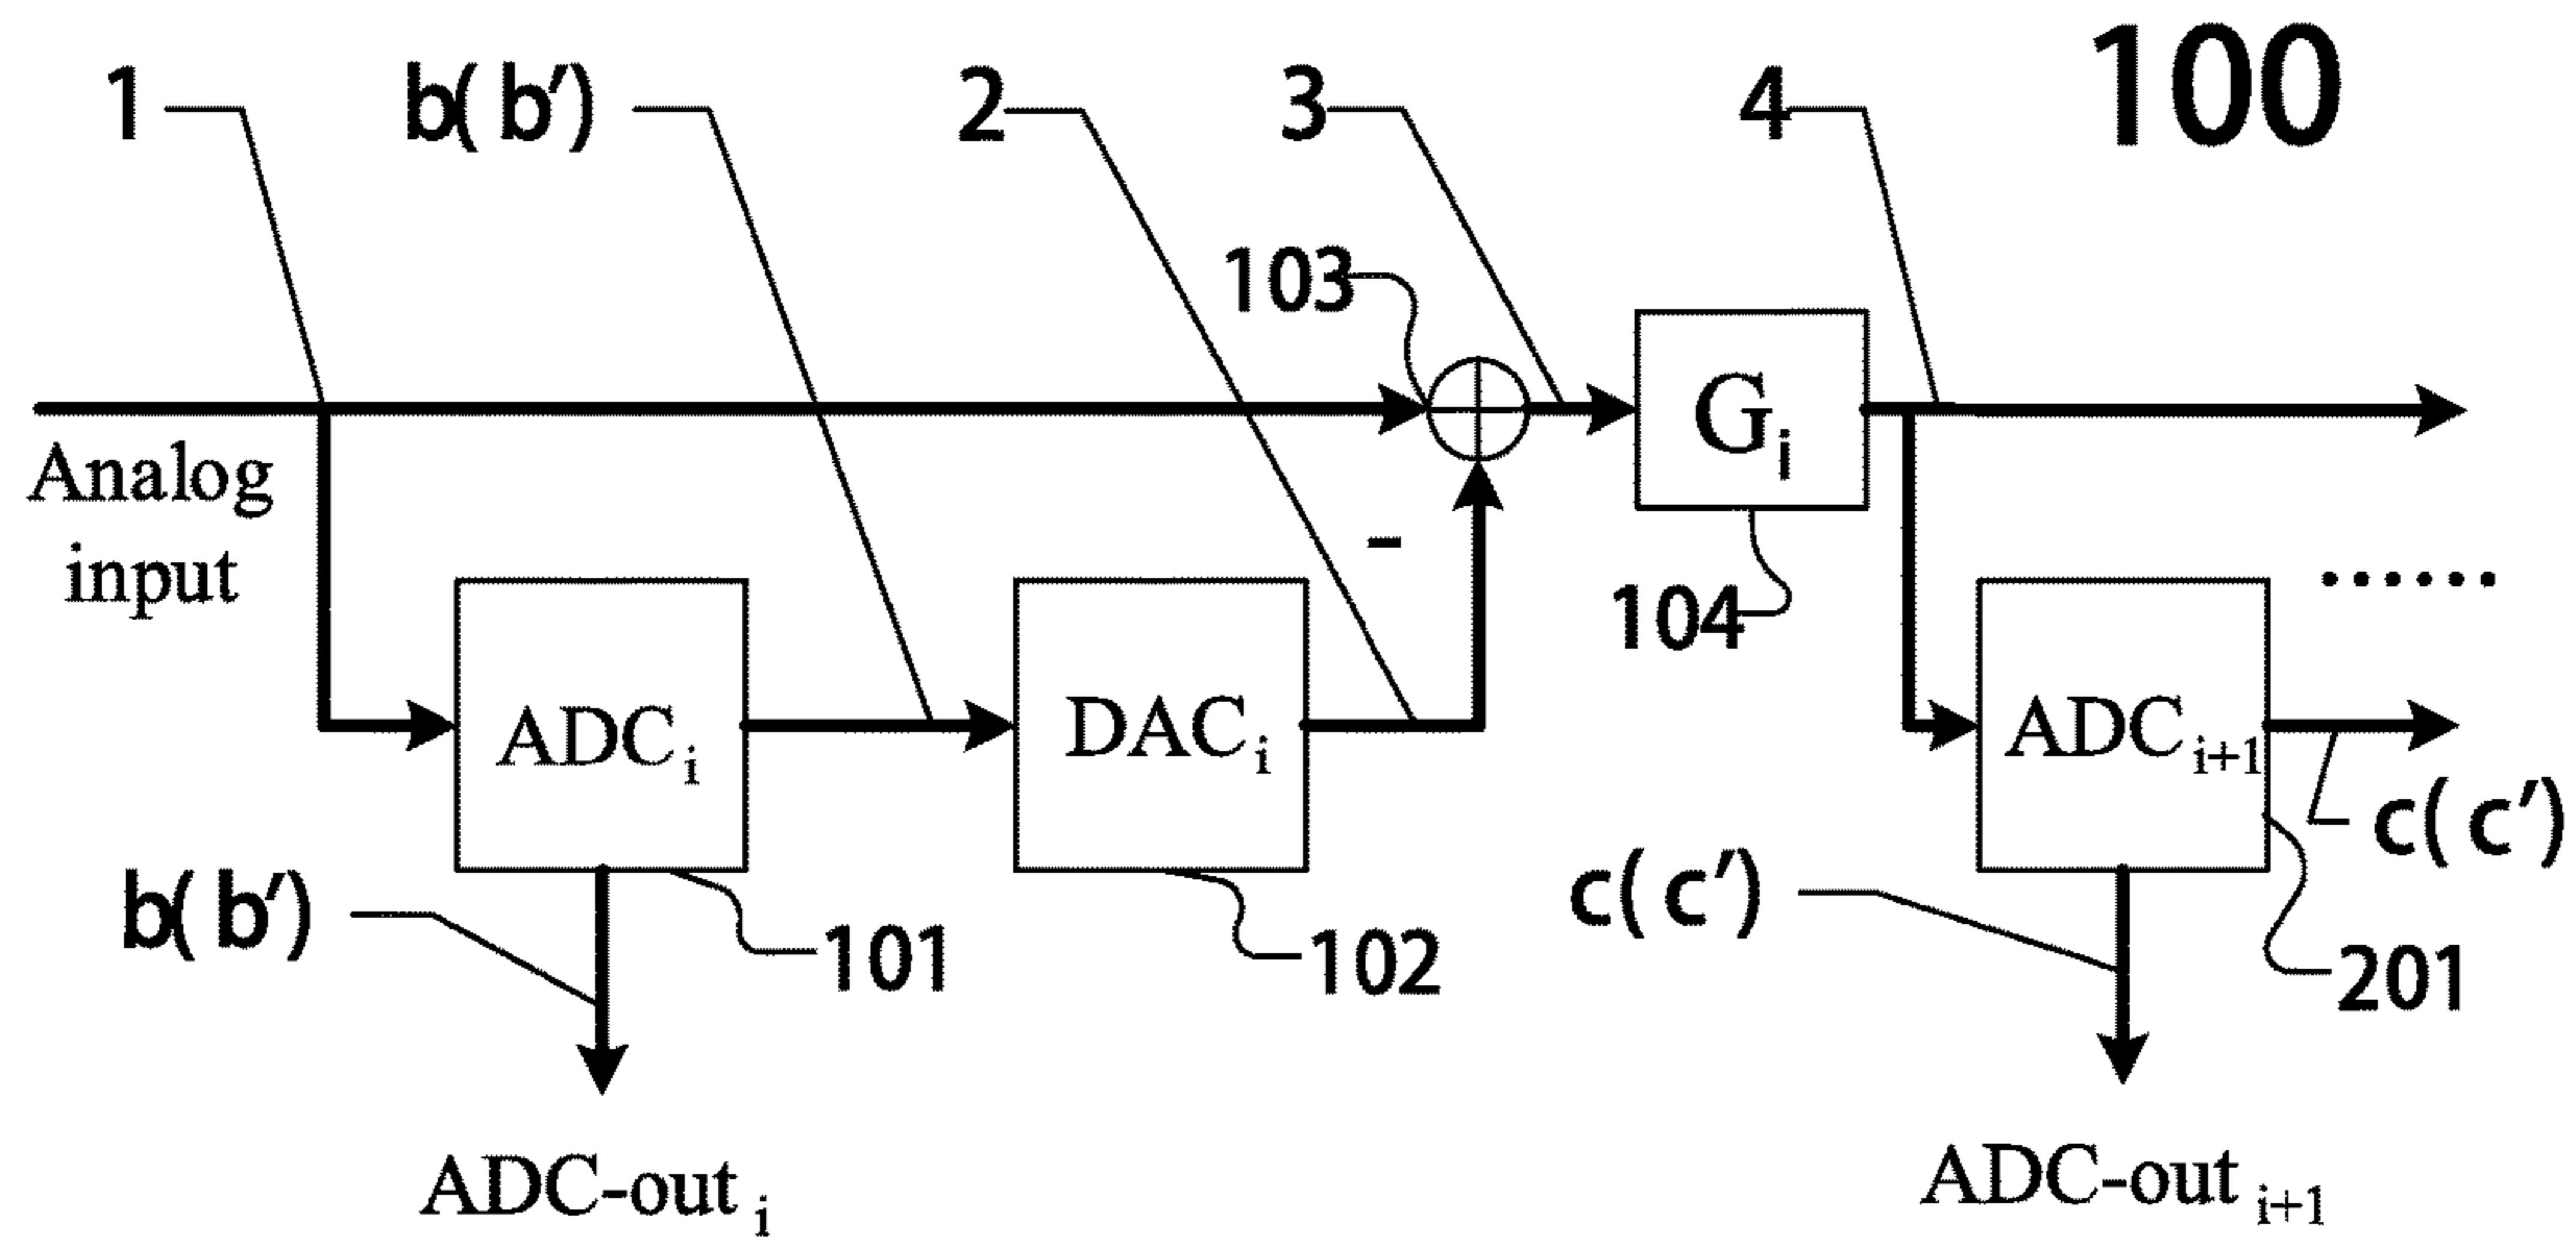 1 b(b′) 2 3 4 100
103
G i
Analog
input
- 104 ......
ADC i DAC i ADC i+1
c(c′)
b(b′) 101 102 c(c′) 201
ADC-out i ADC-out i+1